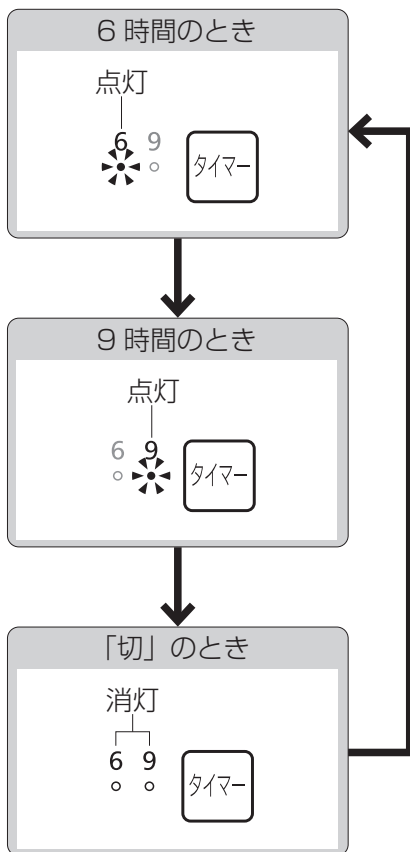 6 時間のとき
点灯
6 9
タイマー
9 時間のとき
点灯
6 9
タイマー
「切」のとき
消灯
6 9
タイマー